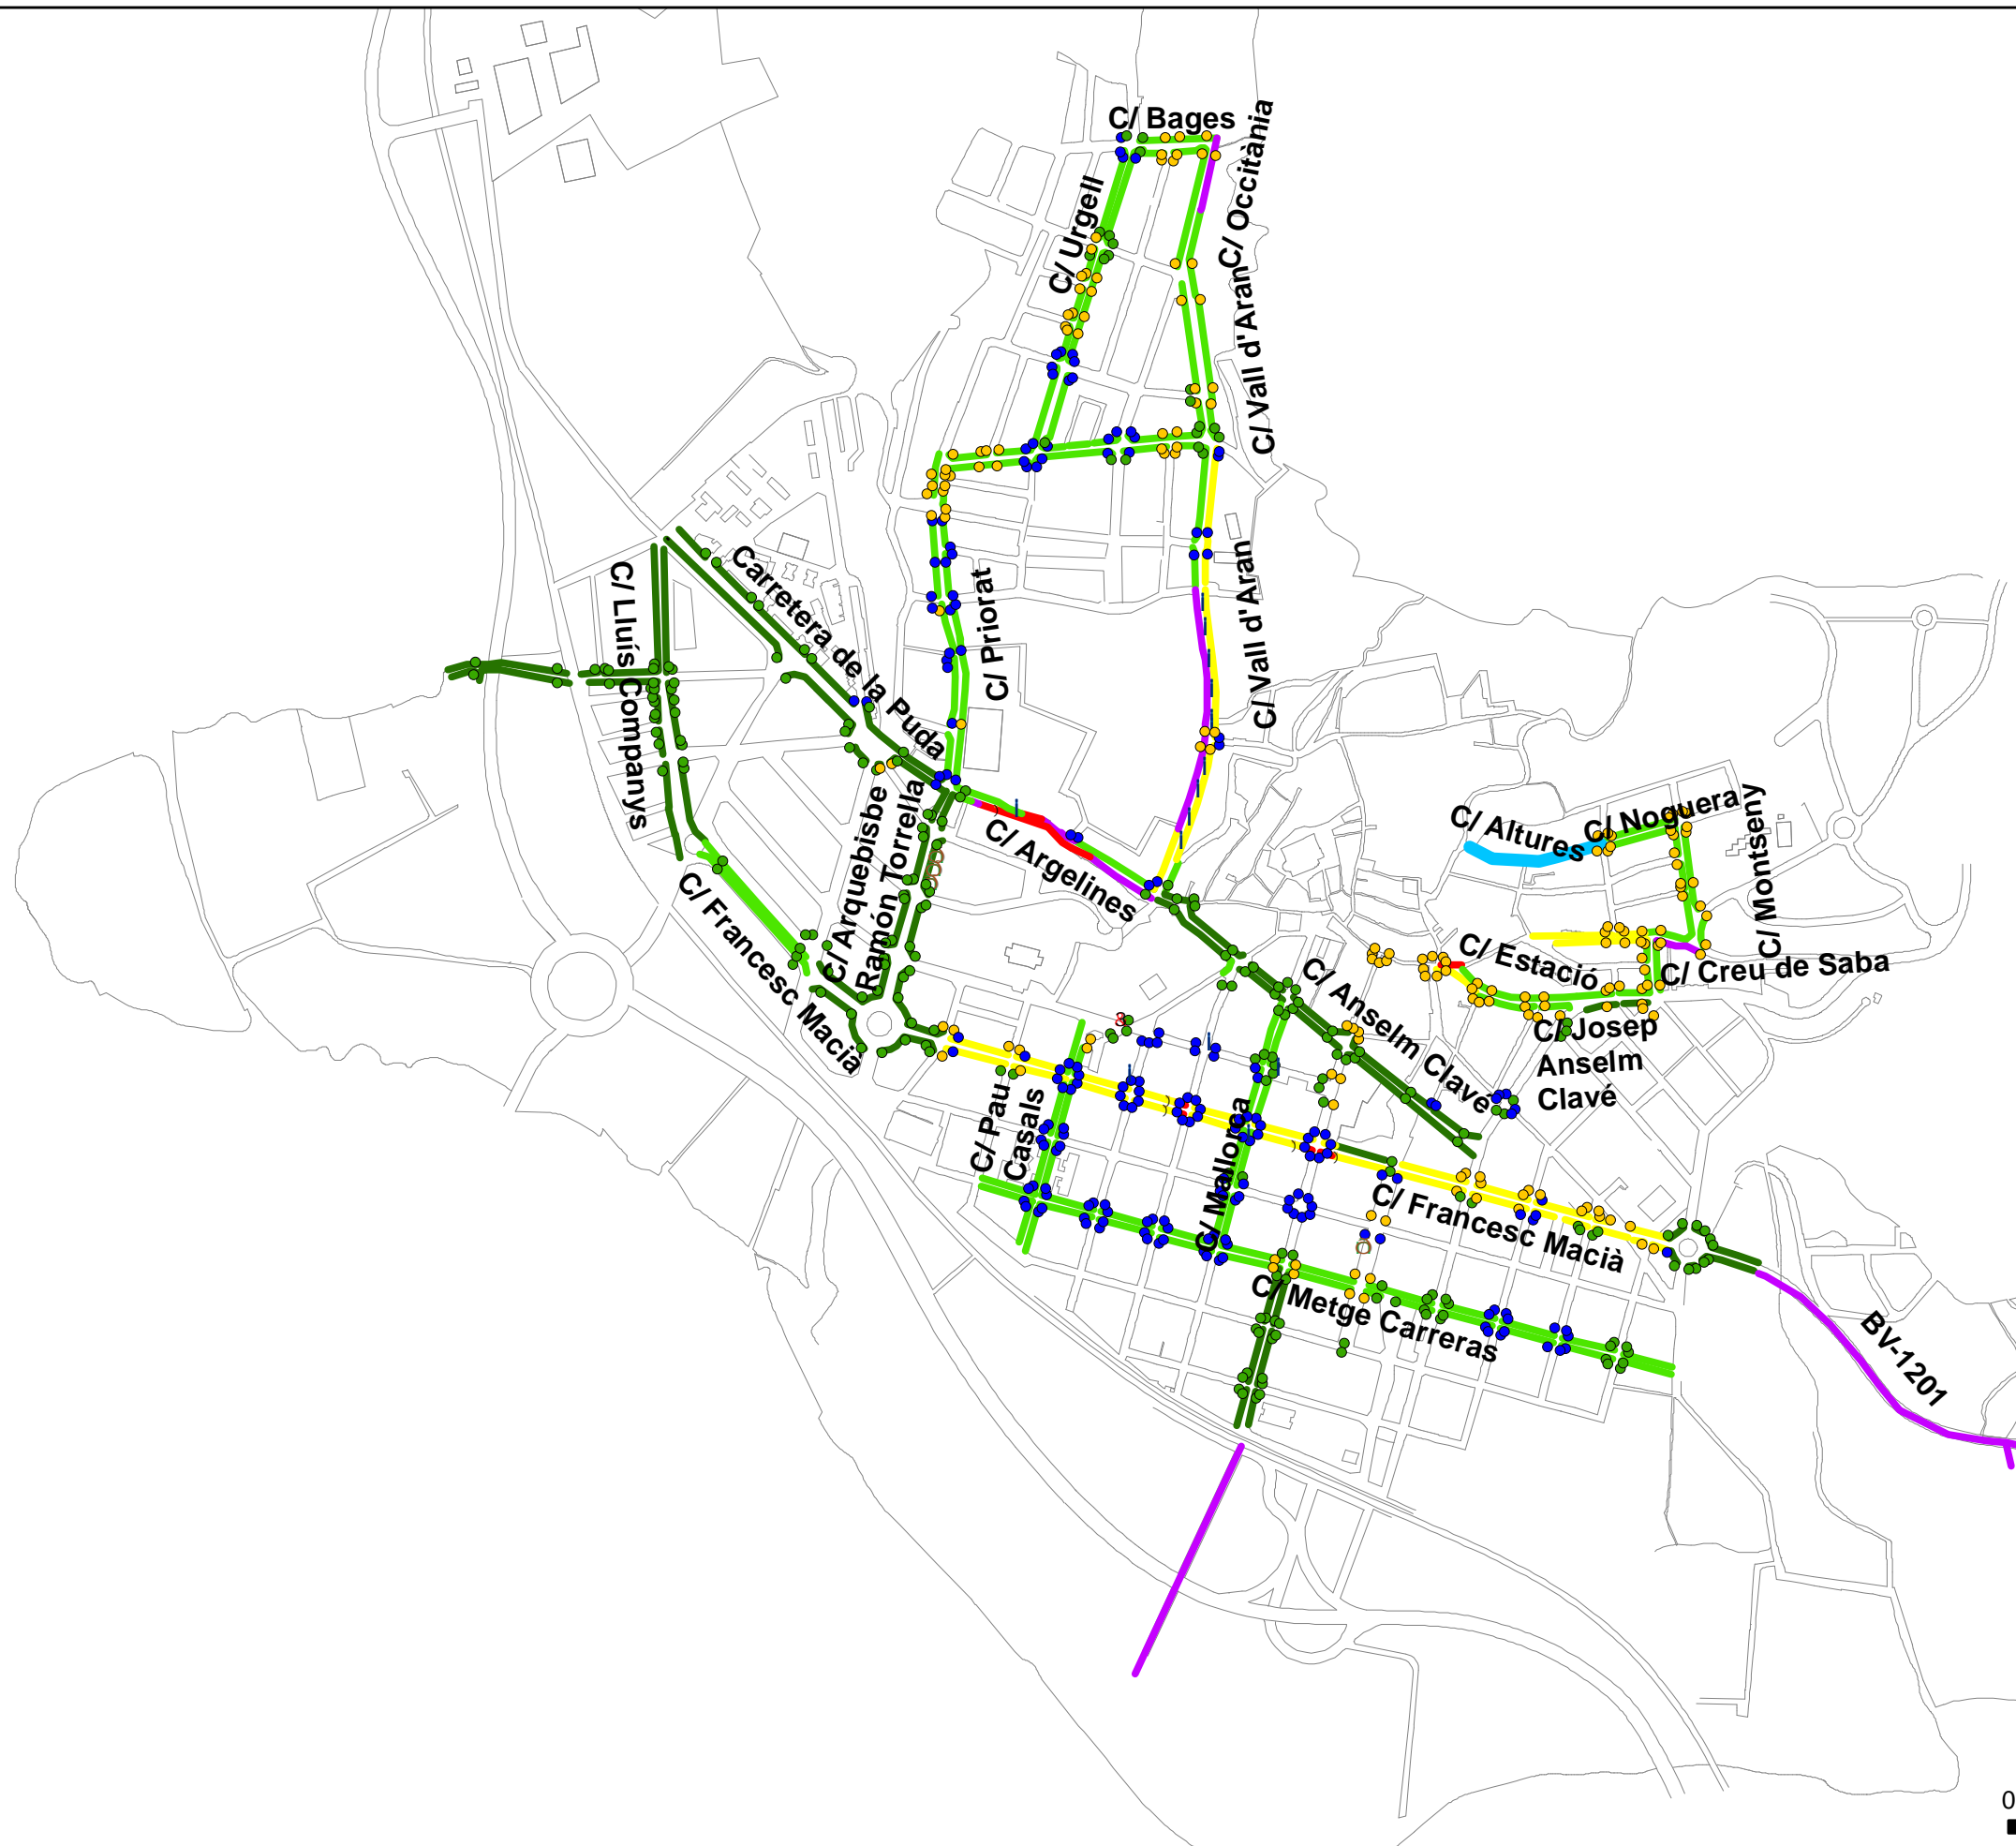 C/ Bages
C/ Occitània
C/ Urgell
C/ Vall d'Aran
C/ Vall d'Aran
C/ Priorat
Carretera de la Puda
C/ Lluís Companys
C/ Argelines
C/ Arquebisbe
Ramón Torrella
C/ Francesc Macià
C/ Altures
C/ Noguera
C/ Montseny
C/ Estació
C/ Creu de Saba
C/ Josep
Anselm
Clavé
C/ Anselm Clavé
C/ Pau
Casals
C/ Mallorca
C/ Francesc Macià
C/ Metge Carreras
BV-1201
0